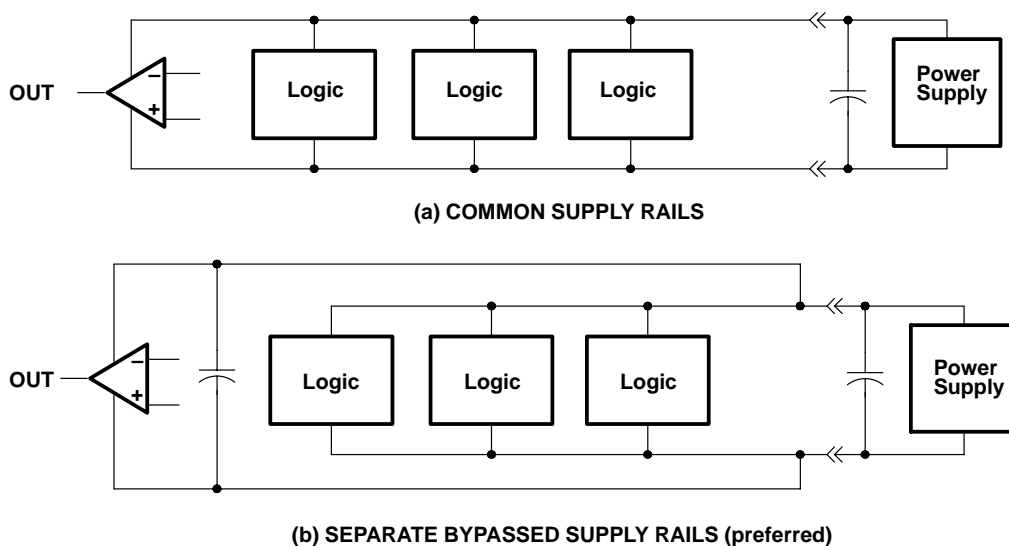 OUT
−
+
Logic
Logic
Logic
Power
Supply
(a) COMMON SUPPLY RAILS
OUT
−
+
Logic
Logic
Logic
Power
Supply
(b) SEPARATE BYPASSED SUPPLY RAILS (preferred)